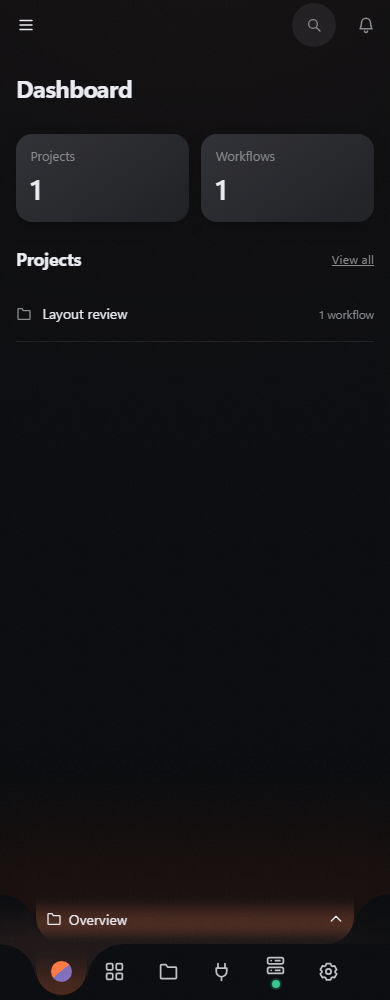 Dashboard
Projects
Workflows
1
1
Projects
View all
Layout review
1 workflow
Overview